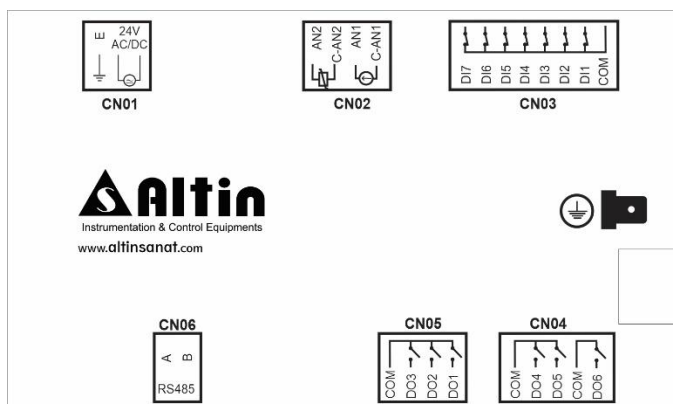 E
24V
AC/DC
CN01
AN2
C-AN2
AN1
C-AN1
CN02
DI7
DI6
DI5
DI4
DI3
DI2
DI1
COM
CN03
S Altin
Instrumentation & Control Equipments
www.altinsanat.com
CN06
A
B
RS485
CN05
COM
DO3
DO2
DO1
CN04
COM
DO4
DO5
COM
DO6